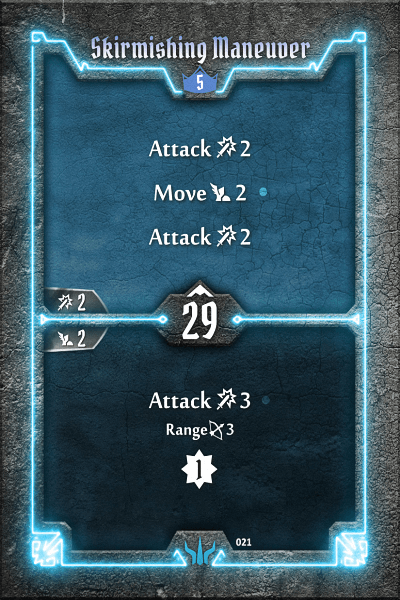 Skirmishing Maneuver
5
Attack 2
Move 2
Attack 2
2
29
2
Attack 3
Range 3
1
021